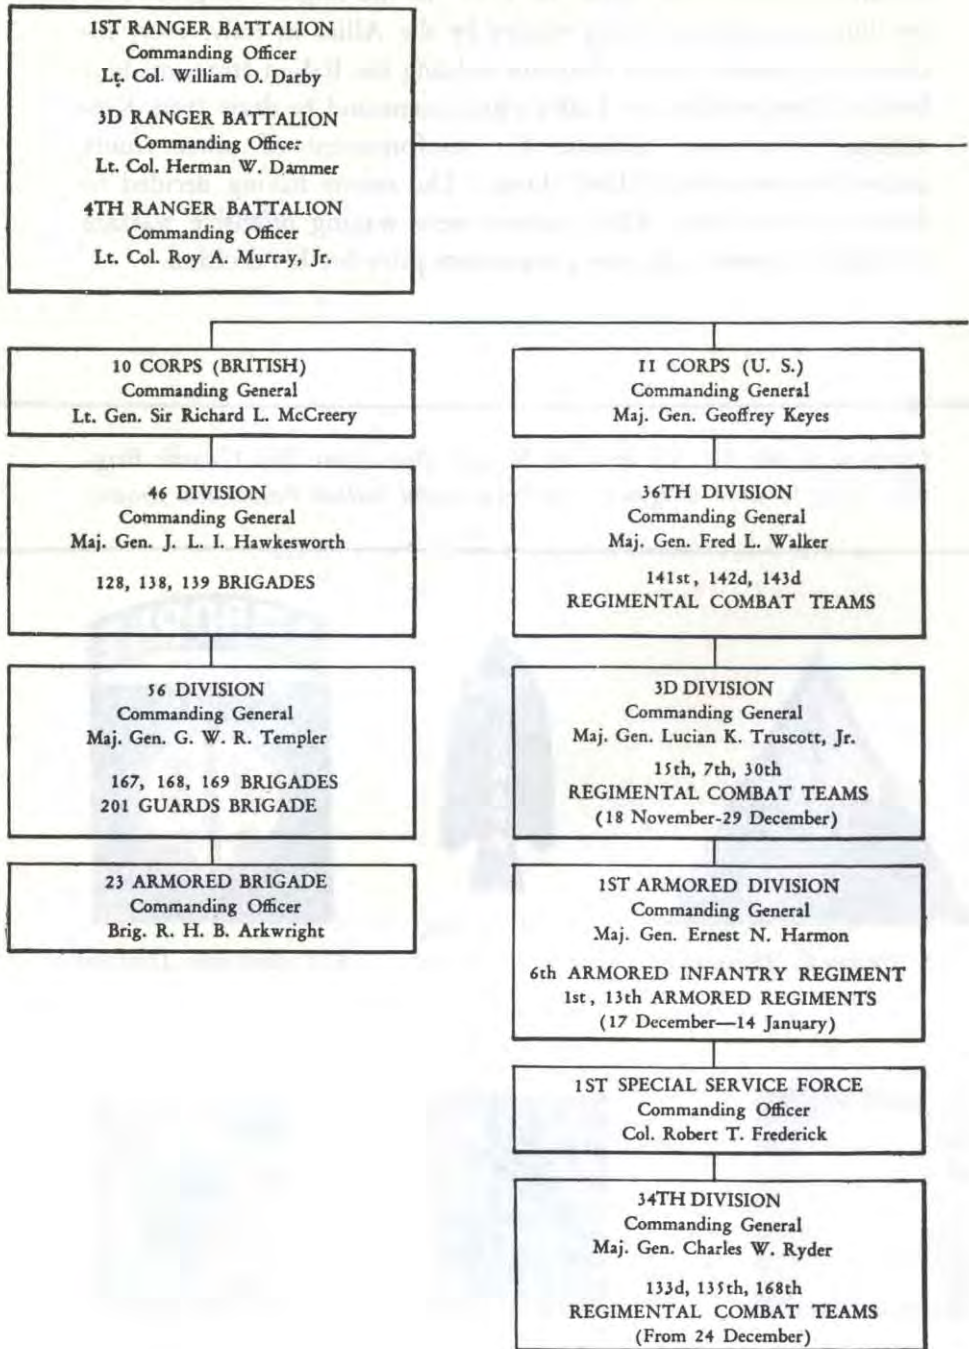 1ST RANGER BATTALION
Commanding Officer
Lt. Col. William O. Darby
3D RANGER BATTALION
Commanding Officer
Lt. Col. Herman W. Dammer
4TH RANGER BATTALION
Commanding Officer
Lt. Col. Roy A. Murray, Jr.
10 CORPS (BRITISH)
Commanding General
Lt. Gen. Sir Richard L. McCreery
46 DIVISION
Commanding General
Maj. Gen. J. L. I. Hawkesworth
128, 138, 139 BRIGADES
56 DIVISION
Commanding General
Maj. Gen. G. W. R. Templer
167, 168, 169 BRIGADES
201 GUARDS BRIGADE
23 ARMORED BRIGADE
Commanding Officer
Brig. R. H. B. Arkwright
II CORPS (U. S.)
Commanding General
Maj. Gen. Geoffrey Keyes
36TH DIVISION
Commanding General
Maj. Gen. Fred L. Walker
141st, 142d, 143d
REGIMENTAL COMBAT TEAMS
3D DIVISION
Commanding General
Maj. Gen. Lucian K. Truscott, Jr.
15th, 7th, 30th
REGIMENTAL COMBAT TEAMS
(18 November-29 December)
1ST ARMORED DIVISION
Commanding General
Maj. Gen. Ernest N. Harmon
6th ARMORED INFANTRY REGIMENT
1st, 13th ARMORED REGIMENTS
(17 December—14 January)
1ST SPECIAL SERVICE FORCE
Commanding Officer
Col. Robert T. Frederick
34TH DIVISION
Commanding General
Maj. Gen. Charles W. Ryder
133d, 135th, 168th
REGIMENTAL COMBAT TEAMS
(From 24 December)